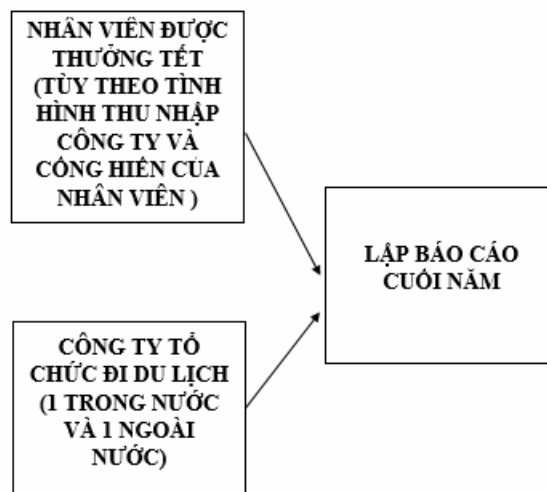 NHÂN VIÊN ĐƯỢC
THƯỞNG TẾT
(TÙY THEO TÌNH
HÌNH THU NHẬP
CÔNG TY VÀ
CỐNG HIẾN CỦA
NHÂN VIÊN )
LẬP BÁO CÁO
CUỐI NĂM
CÔNG TY TỔ
CHỨC ĐI DU LỊCH
(1 TRONG NƯỚC
VÀ 1 NGOÀI
NƯỚC)